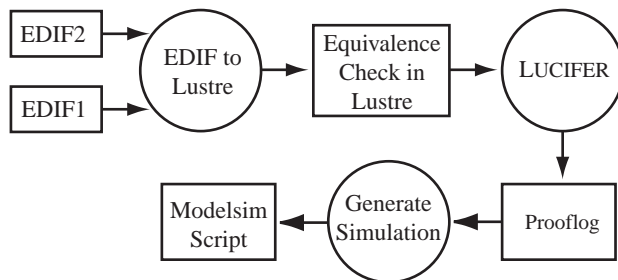 EDIF2
EDIF1
EDIF to
Lustre
Equivalence
Check in
Lustre
LUCIFER
Modelsim
Script
Generate
Simulation
Prooflog